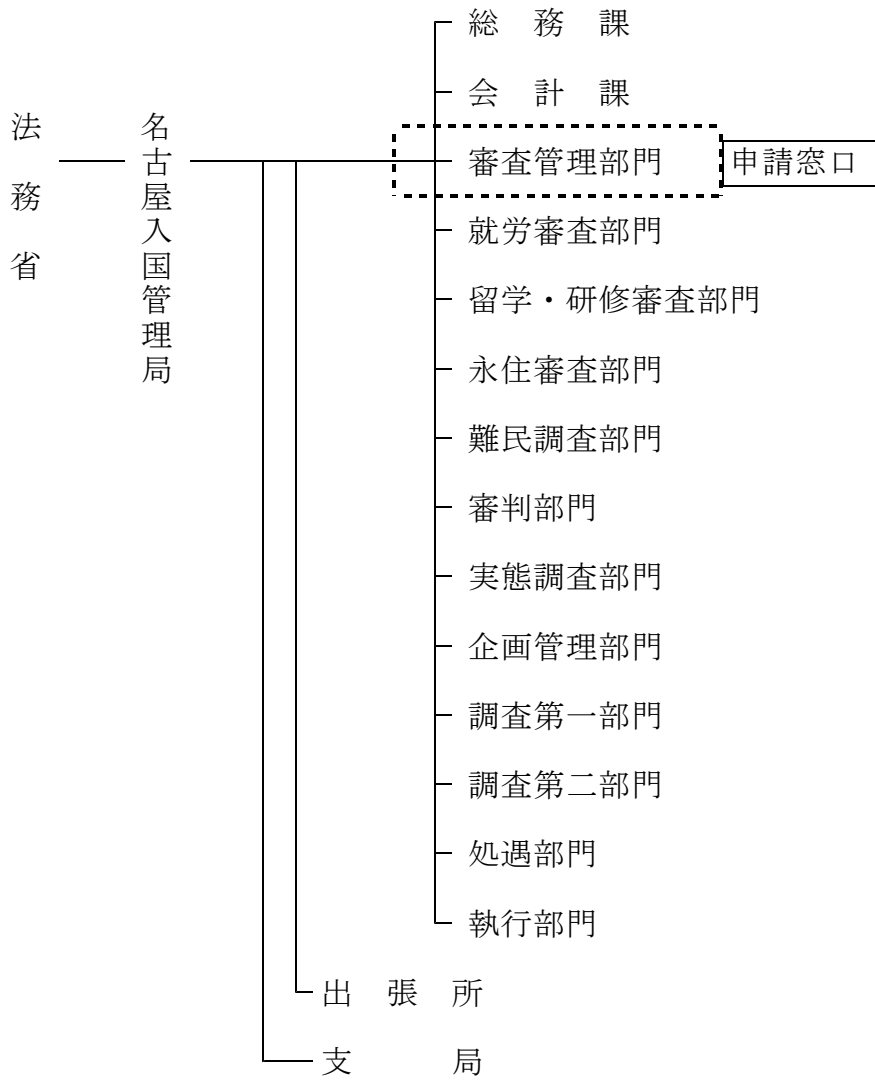 法務省
名古屋入国管理局
総務課
会計課
審査管理部門
申請窓口
就労審査部門
留学・研修審査部門
永住審査部門
難民調査部門
審判部門
実態調査部門
企画管理部門
調査第一部門
調査第二部門
処遇部門
執行部門
出張所
支局